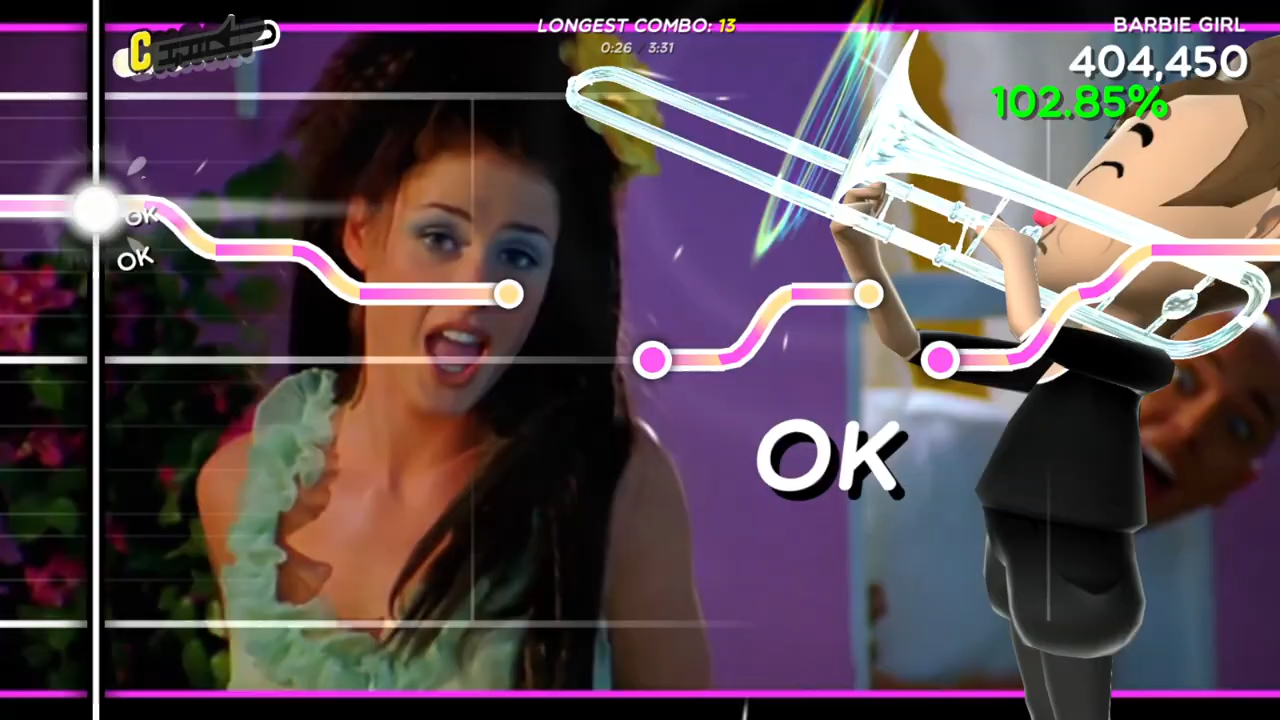 LONGEST COMBO: 13
0:26 / 3:31
BARBIE GIRL
404,450
102.85%
C
OK
OK
OK